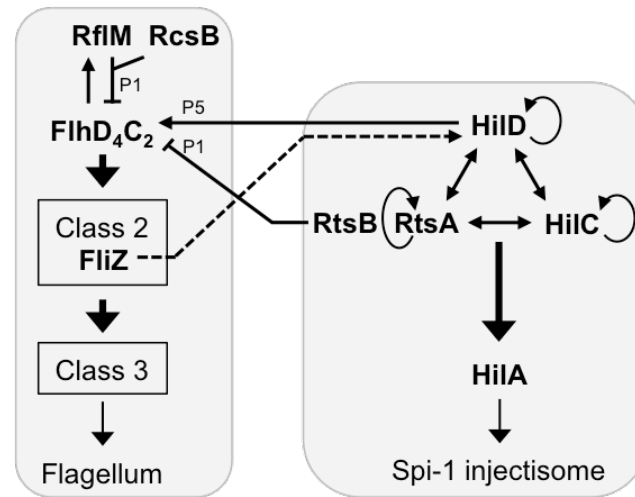 RflM RcsB
P1
P5
FlhD₄C₂
P1
HilD
Class 2
FliZ
RtsB RtsA HilC
Class 3
HilA
Flagellum
Spi-1 injectisome